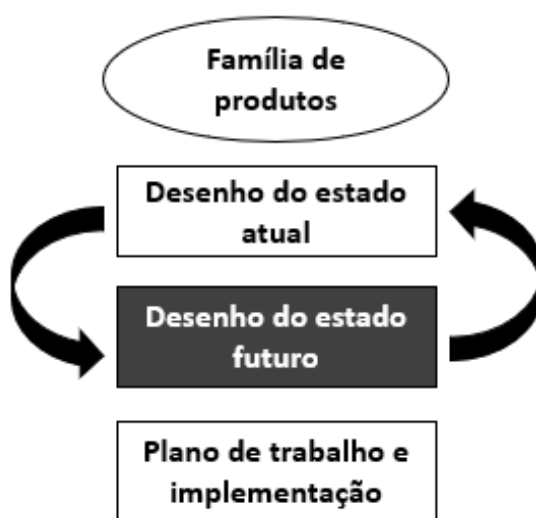 Família de
produtos
Desenho do estado
atual
Desenho do estado
futuro
Plano de trabalho e
implementação